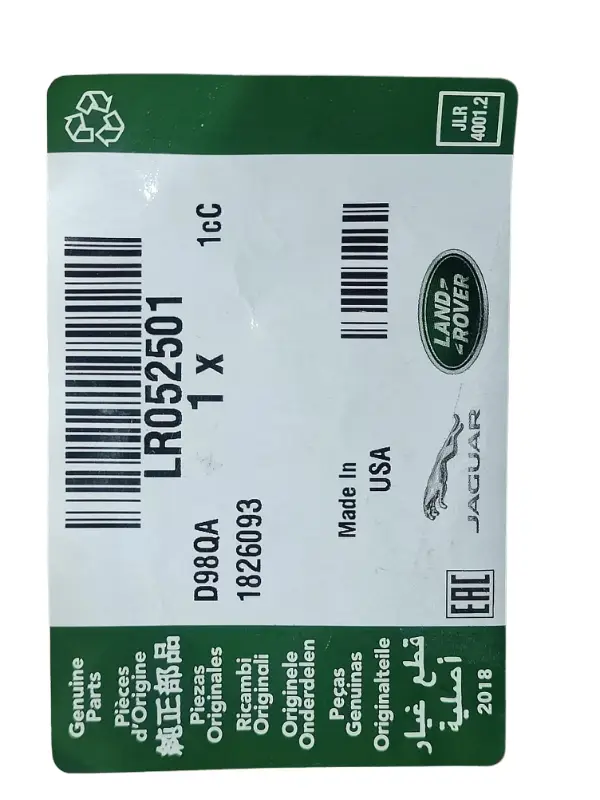 Genuine
Parts
Pièces
d'Origine
純正部品
Piezas
Originales
Ricambi
Originoli
Originele
Onderdelen
Peças
Genuinas
Originalteile
قطع غيار
أصلية
2018
LR052501
1 X
1cC
D98QA
1826093
Made In
USA
LAND
ROVER
JAGUAR
EAC
JLR
4001.2